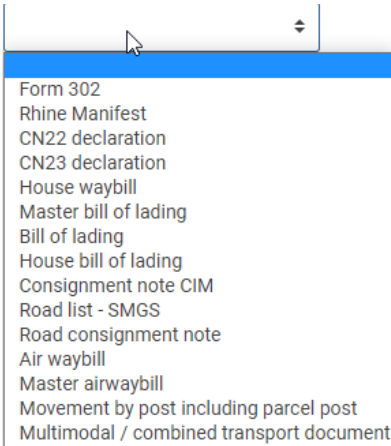 Form 302
Rhine Manifest
CN22 declaration
CN23 declaration
House waybill
Master bill of lading
Bill of lading
House bill of lading
Consignment note CIM
Road list - SMGS
Road consignment note
Air waybill
Master airwaybill
Movement by post including parcel post
Multimodal / combined transport document